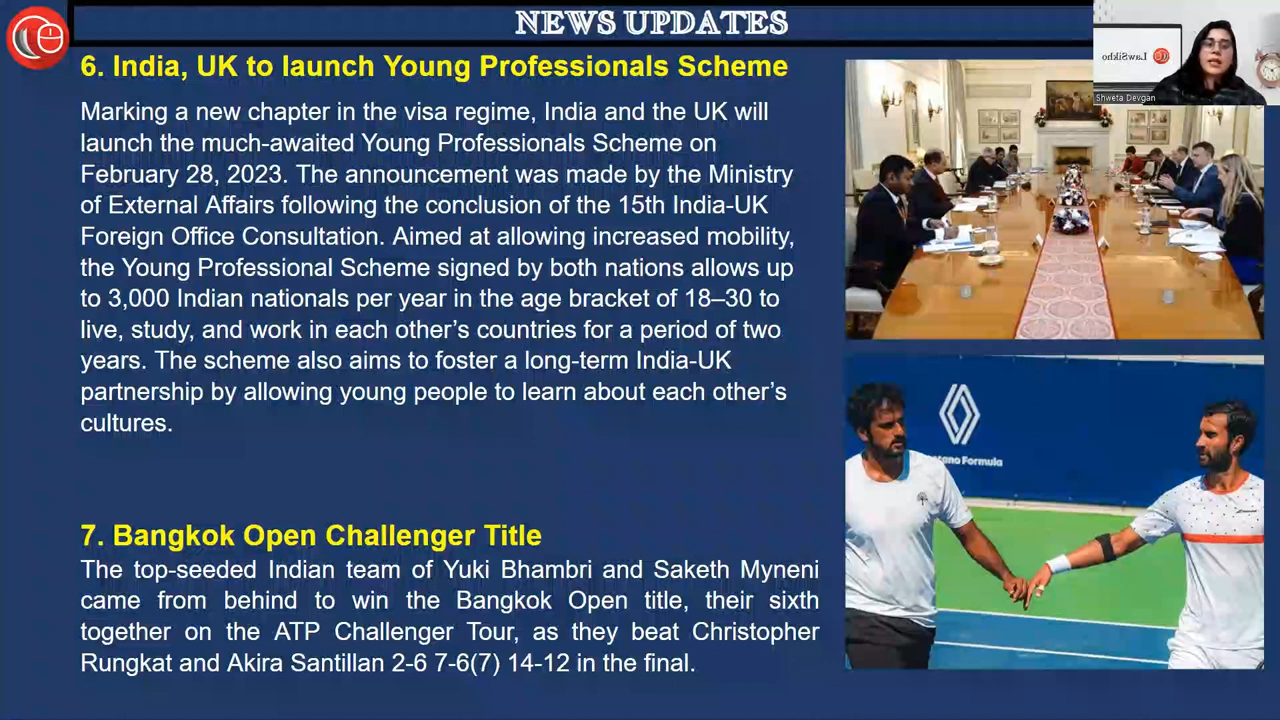 NEWS UPDATES
6. India, UK to launch Young Professionals Scheme
Marking a new chapter in the visa regime, India and the UK will
launch the much-awaited Young Professionals Scheme on
February 28, 2023. The announcement was made by the Ministry
of External Affairs following the conclusion of the 15th India-UK
Foreign Office Consultation. Aimed at allowing increased mobility,
the Young Professional Scheme signed by both nations allows up
to 3,000 Indian nationals per year in the age bracket of 18–30 to
live, study, and work in each other’s countries for a period of two
years. The scheme also aims to foster a long-term India-UK
partnership by allowing young people to learn about each other’s
cultures.
7. Bangkok Open Challenger Title
The top-seeded Indian team of Yuki Bhambri and Saketh Myneni
came from behind to win the Bangkok Open title, their sixth
together on the ATP Challenger Tour, as they beat Christopher
Rungkat and Akira Santillan 2-6 7-6(7) 14-12 in the final.
LawSikho
Shweta Devgan
Formula